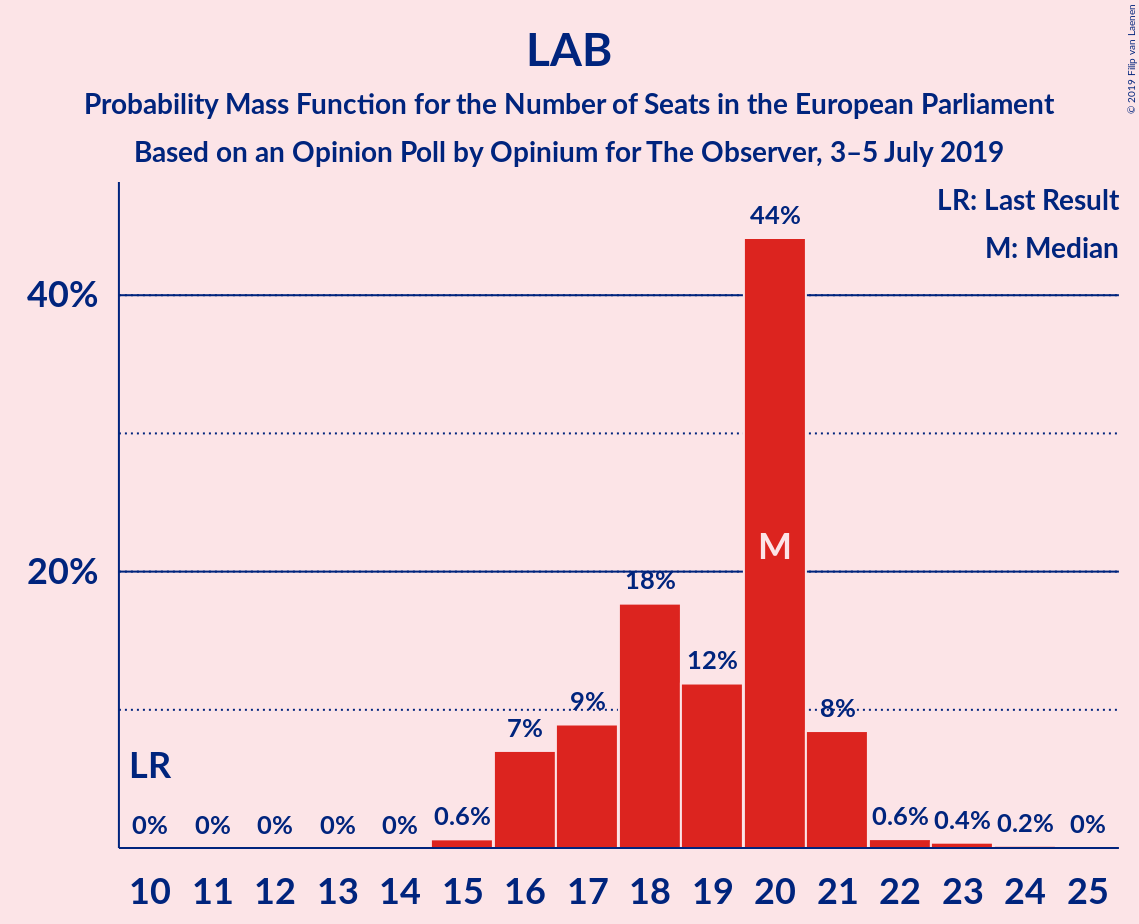 LAB
Probability Mass Function for the Number of Seats in the European Parliament
Based on an Opinion Poll by Opinium for The Observer, 3–5 July 2019
© 2019 Filip van Laenen
LR: Last Result
M: Median
40%
20%
44%
M
18%
12%
9%
8%
7%
LR
0% 0% 0% 0% 0% 0.6% 0.6% 0.4% 0.2% 0%
10 11 12 13 14 15 16 17 18 19 20 21 22 23 24 25